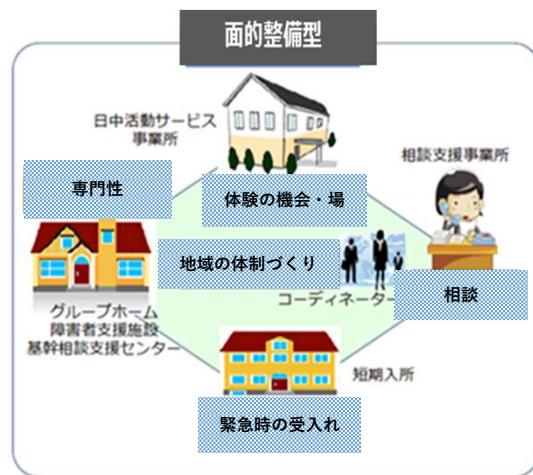 面的整備型
日中活動サービス
事業所
相談支援事業所
専門性
体験の機会・場
地域の体制づくり
コーディネーター
相談
グループホーム
障害者支援施設
基幹相談支援センター
短期入所
緊急時の受入れ